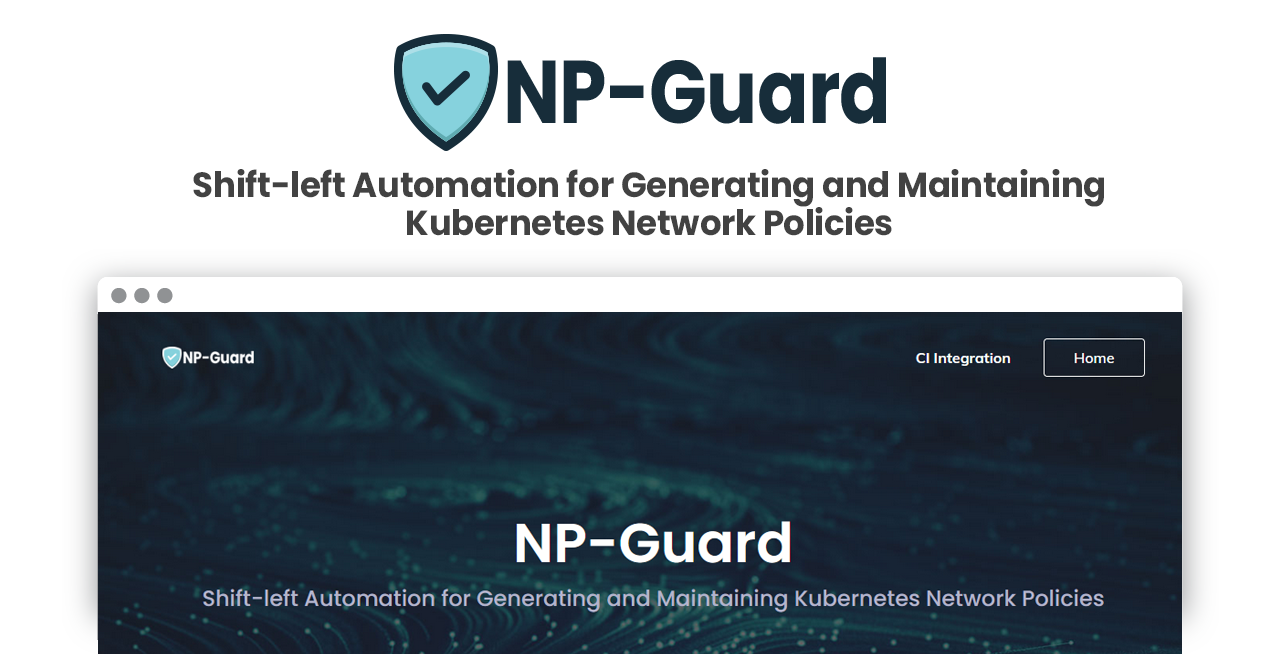 NP-Guard
Shift-left Automation for Generating and Maintaining
Kubernetes Network Policies
NP-Guard
CI Integration
Home
NP-Guard
Shift-left Automation for Generating and Maintaining Kubernetes Network Policies